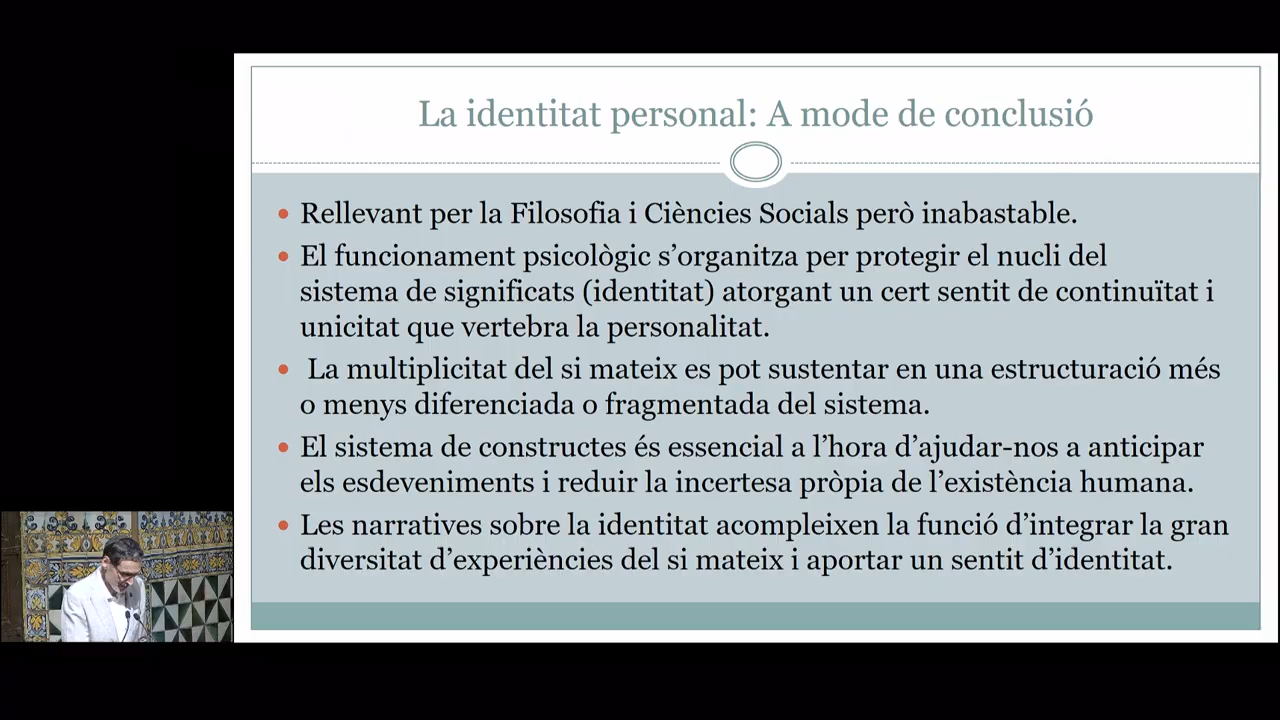 La identitat personal: A mode de conclusió
• Rellevant per la Filosofia i Ciències Socials però inabastable.
• El funcionament psicològic s’organitza per protegir el nucli del
sistema de significats (identitat) atorgant un cert sentit de continuïtat i
unicitat que vertebra la personalitat.
• La multiplicitat del si mateix es pot sustentar en una estructuració més
o menys diferenciada o fragmentada del sistema.
• El sistema de constructes és essencial a l’hora d’ajudar-nos a anticipar
els esdeveniments i reduir la incertesa pròpia de l’existència humana.
• Les narratives sobre la identitat acompleixen la funció d’integrar la gran
diversitat d’experiències del si mateix i aportar un sentit d’identitat.